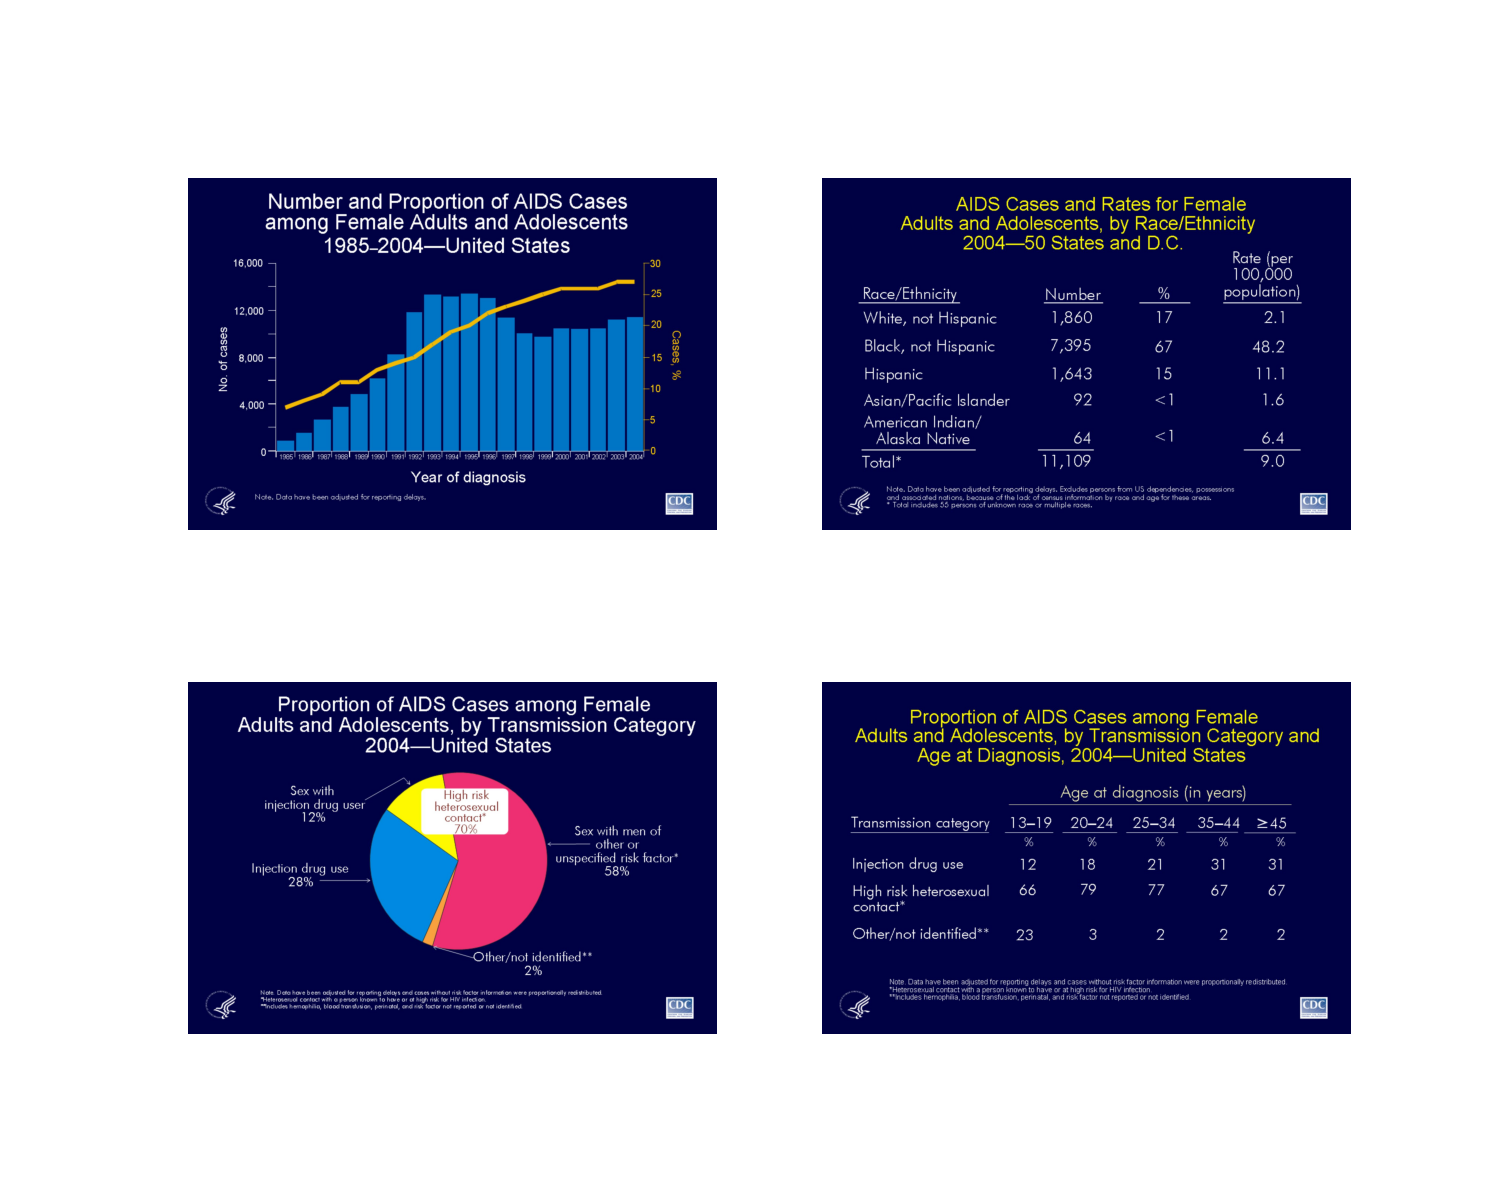 Number and Proportion of AIDS Cases
among Female Adults and Adolescents
1985–2004—United States
16,000
12,000
8,000
4,000
0
No. of cases
30
25
20
15
10
5
0
Cases, %
1985 1986 1987 1988 1989 1990 1991 1992 1993 1994 1995 1996 1997 1998 1999 2000 2001 2002 2003 2004
Year of diagnosis
Note. Data have been adjusted for reporting delays.
CDC
AIDS Cases and Rates for Female
Adults and Adolescents, by Race/Ethnicity
2004—50 States and D.C.
Rate (per
100,000
population)
Race/Ethnicity Number %
White, not Hispanic 1,860 17 2.1
Black, not Hispanic 7,395 67 48.2
Hispanic 1,643 15 11.1
Asian/Pacific Islander 92 <1 1.6
American Indian/
Alaska Native 64 <1 6.4
Total* 11,109 9.0
Note. Data have been adjusted for reporting delays. Excludes persons from US dependencies, possessions
and associated nations, because of the lack of census information by race and age for these areas.
* Total includes 55 persons of unknown race or multiple races.
CDC
Proportion of AIDS Cases among Female
Adults and Adolescents, by Transmission Category
2004—United States
Sex with
injection drug user
12%
High risk
heterosexual
contact*
70%
Sex with men of
other or
unspecified risk factor*
58%
Injection drug use
28%
Other/not identified**
2%
Note. Data have been adjusted for reporting delays and cases without risk factor information were proportionally redistributed.
*Heterosexual contact with a person known to have or at high risk for HIV infection.
**Includes hemophilia, blood transfusion, perinatal, and risk factor not reported or not identified.
CDC
Proportion of AIDS Cases among Female
Adults and Adolescents, by Transmission Category and
Age at Diagnosis, 2004—United States
Age at diagnosis (in years)
Transmission category 13–19 20–24 25–34 35–44 ≥45
% % % % %
Injection drug use 12 18 21 31 31
High risk heterosexual 66 79 77 67 67
contact*
Other/not identified** 23 3 2 2 2
Note. Data have been adjusted for reporting delays and cases without risk factor information were proportionally redistributed.
*Heterosexual contact with a person known to have or at high risk for HIV infection.
**Includes hemophilia, blood transfusion, perinatal, and risk factor not reported or not identified.
CDC